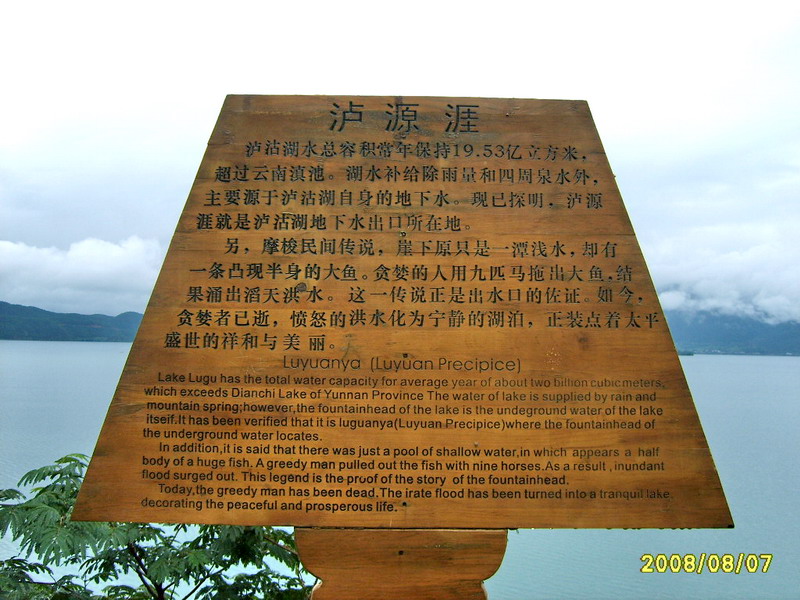 泸源涯
泸沽湖水总容积常年保持19.53亿立方米，
超过云南滇池。湖水补给除雨量和四周泉水外，
主要源于泸沽湖自身的地下水。现已探明，泸源
涯就是泸沽湖地下水出口所在地。
另，摩梭民间传说，崖下原只是一潭浅水，却有
一条凸现半身的大鱼。贪婪的人用九匹马拖出大鱼，结
果涌出滔天洪水。这一传说正是出水口的佐证。如今，
贪婪者已逝，愤怒的洪水化为宁静的湖泊，正装点着太平
盛世的祥和与美丽。
Luyuanya (Luyuan Precipice)
Lake Lugu has the total water capacity for average year of about two billion cubic meters,
which exceeds Dianchi Lake of Yunnan Province The water of lake is supplied by rain and
mountain spring;however,the fountainhead of the lake is the undeground water of the lake
itseif.It has been verified that it is luguanya(Luyuan Precipice)where the fountainhead of
the underground water locates.
In addition,it is said that there was just a pool of shallow water,in which appears a half
body of a huge fish. A greedy man pulled out the fish with nine horses.As a result , inundant
flood surged out. This legend is the proof of the story of the fountainhead.
Today,the greedy man has been dead.The irate flood has been turned into a tranquil lake,
decorating the peaceful and prosperous life.
2008/08/07